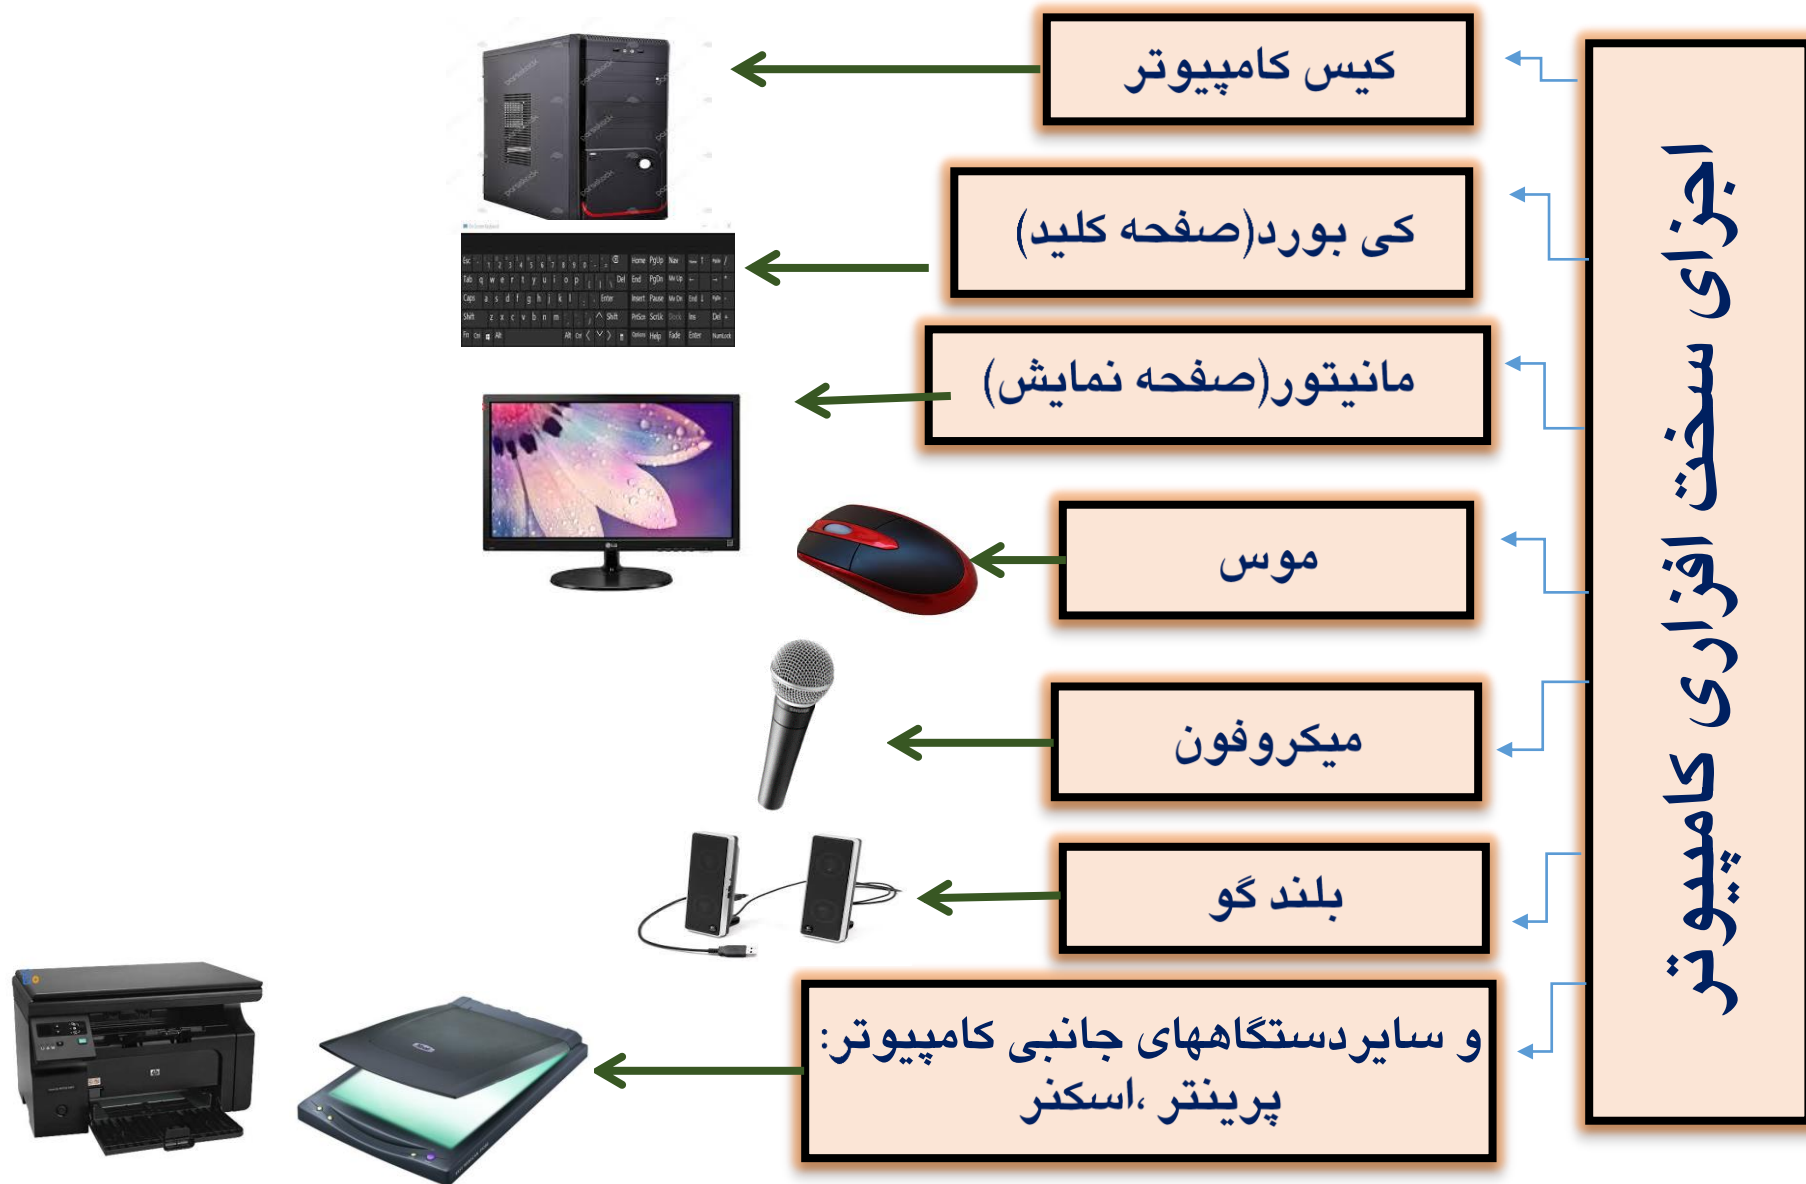 اجزای سخت افزاری کامپیوتر
کیس کامپیوتر
کی بورد(صفحه کلید)
مانیتور(صفحه نمایش)
موس
میکروفون
بلند گو
و سایردستگاههای جانبی کامپیوتر:
پرینتر ،اسکنر